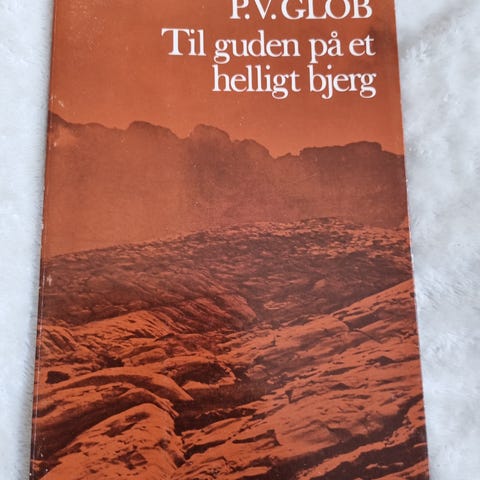 P.V. GLOB
Til guden på et
helligt bjerg